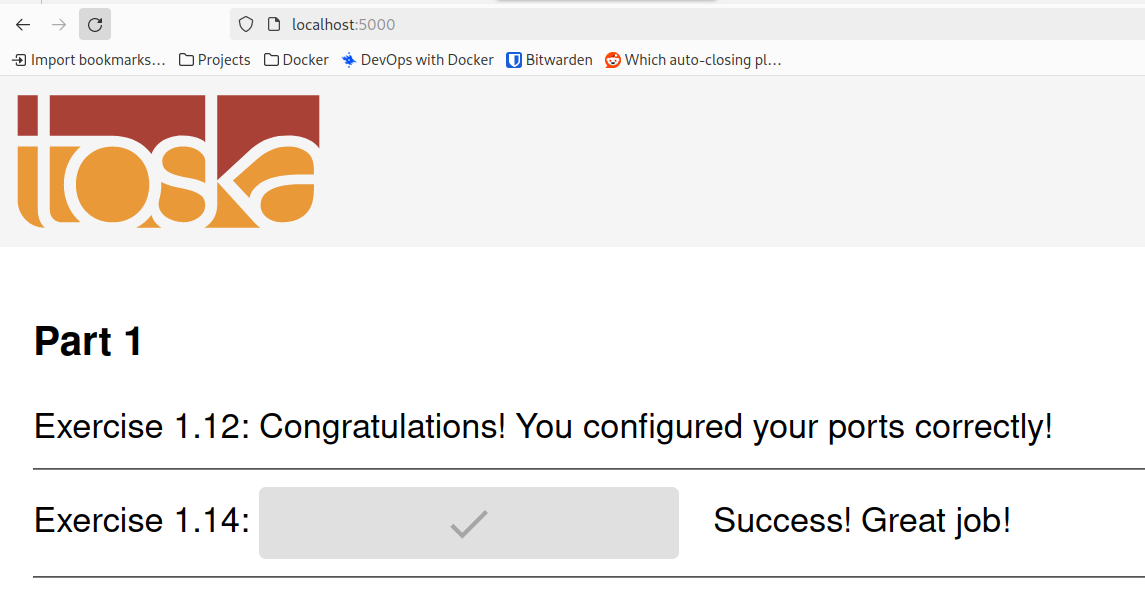 localhost:5000
Import bookmarks... Projects Docker DevOps with Docker Bitwarden Which auto-closing pl...
toska
Part 1
Exercise 1.12: Congratulations! You configured your ports correctly!
Exercise 1.14: Success! Great job!